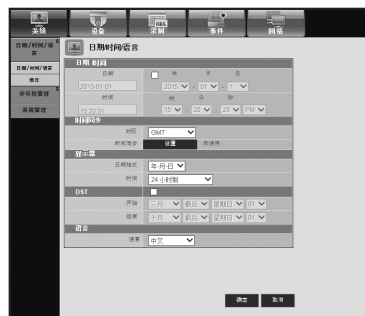 系统 设备 录制 事件 网络
日期/时间/语言
日期/时间/语言
假日
许可权管理
系统管理
日期/时间/语言
日期 时间
日期 年 月 日
2015-01-01 2015 - 01 - 1
时间 时 分 秒
15:20:31 15 - 20 - 28 PM
时间同步
时区 GMT
时间同步 设置 未使用
显示器
日期格式 年-月-日
时间 24 小时制
DST
开始 三月 最后 星期日 01
结束 十月 最后 星期日 01
语言
语言 中文
确定 取消